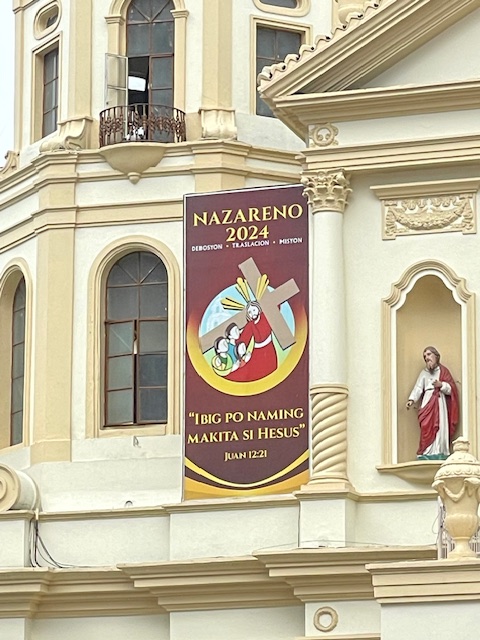 NAZARENO
2024
DEBOSYON • TRASLACION • MISYON
“IBIG PO NAMING
MAKITA SI HESUS”
JUAN 12:21